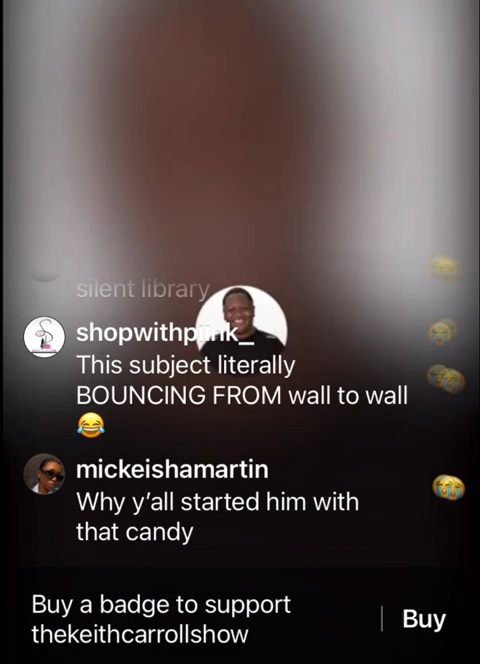 silent library
shopwithpiink_
This subject literally
BOUNCING FROM wall to wall
😂
mickeishamartin
Why y’all started him with
that candy
Buy a badge to support
thekeithcarrollshow
Buy